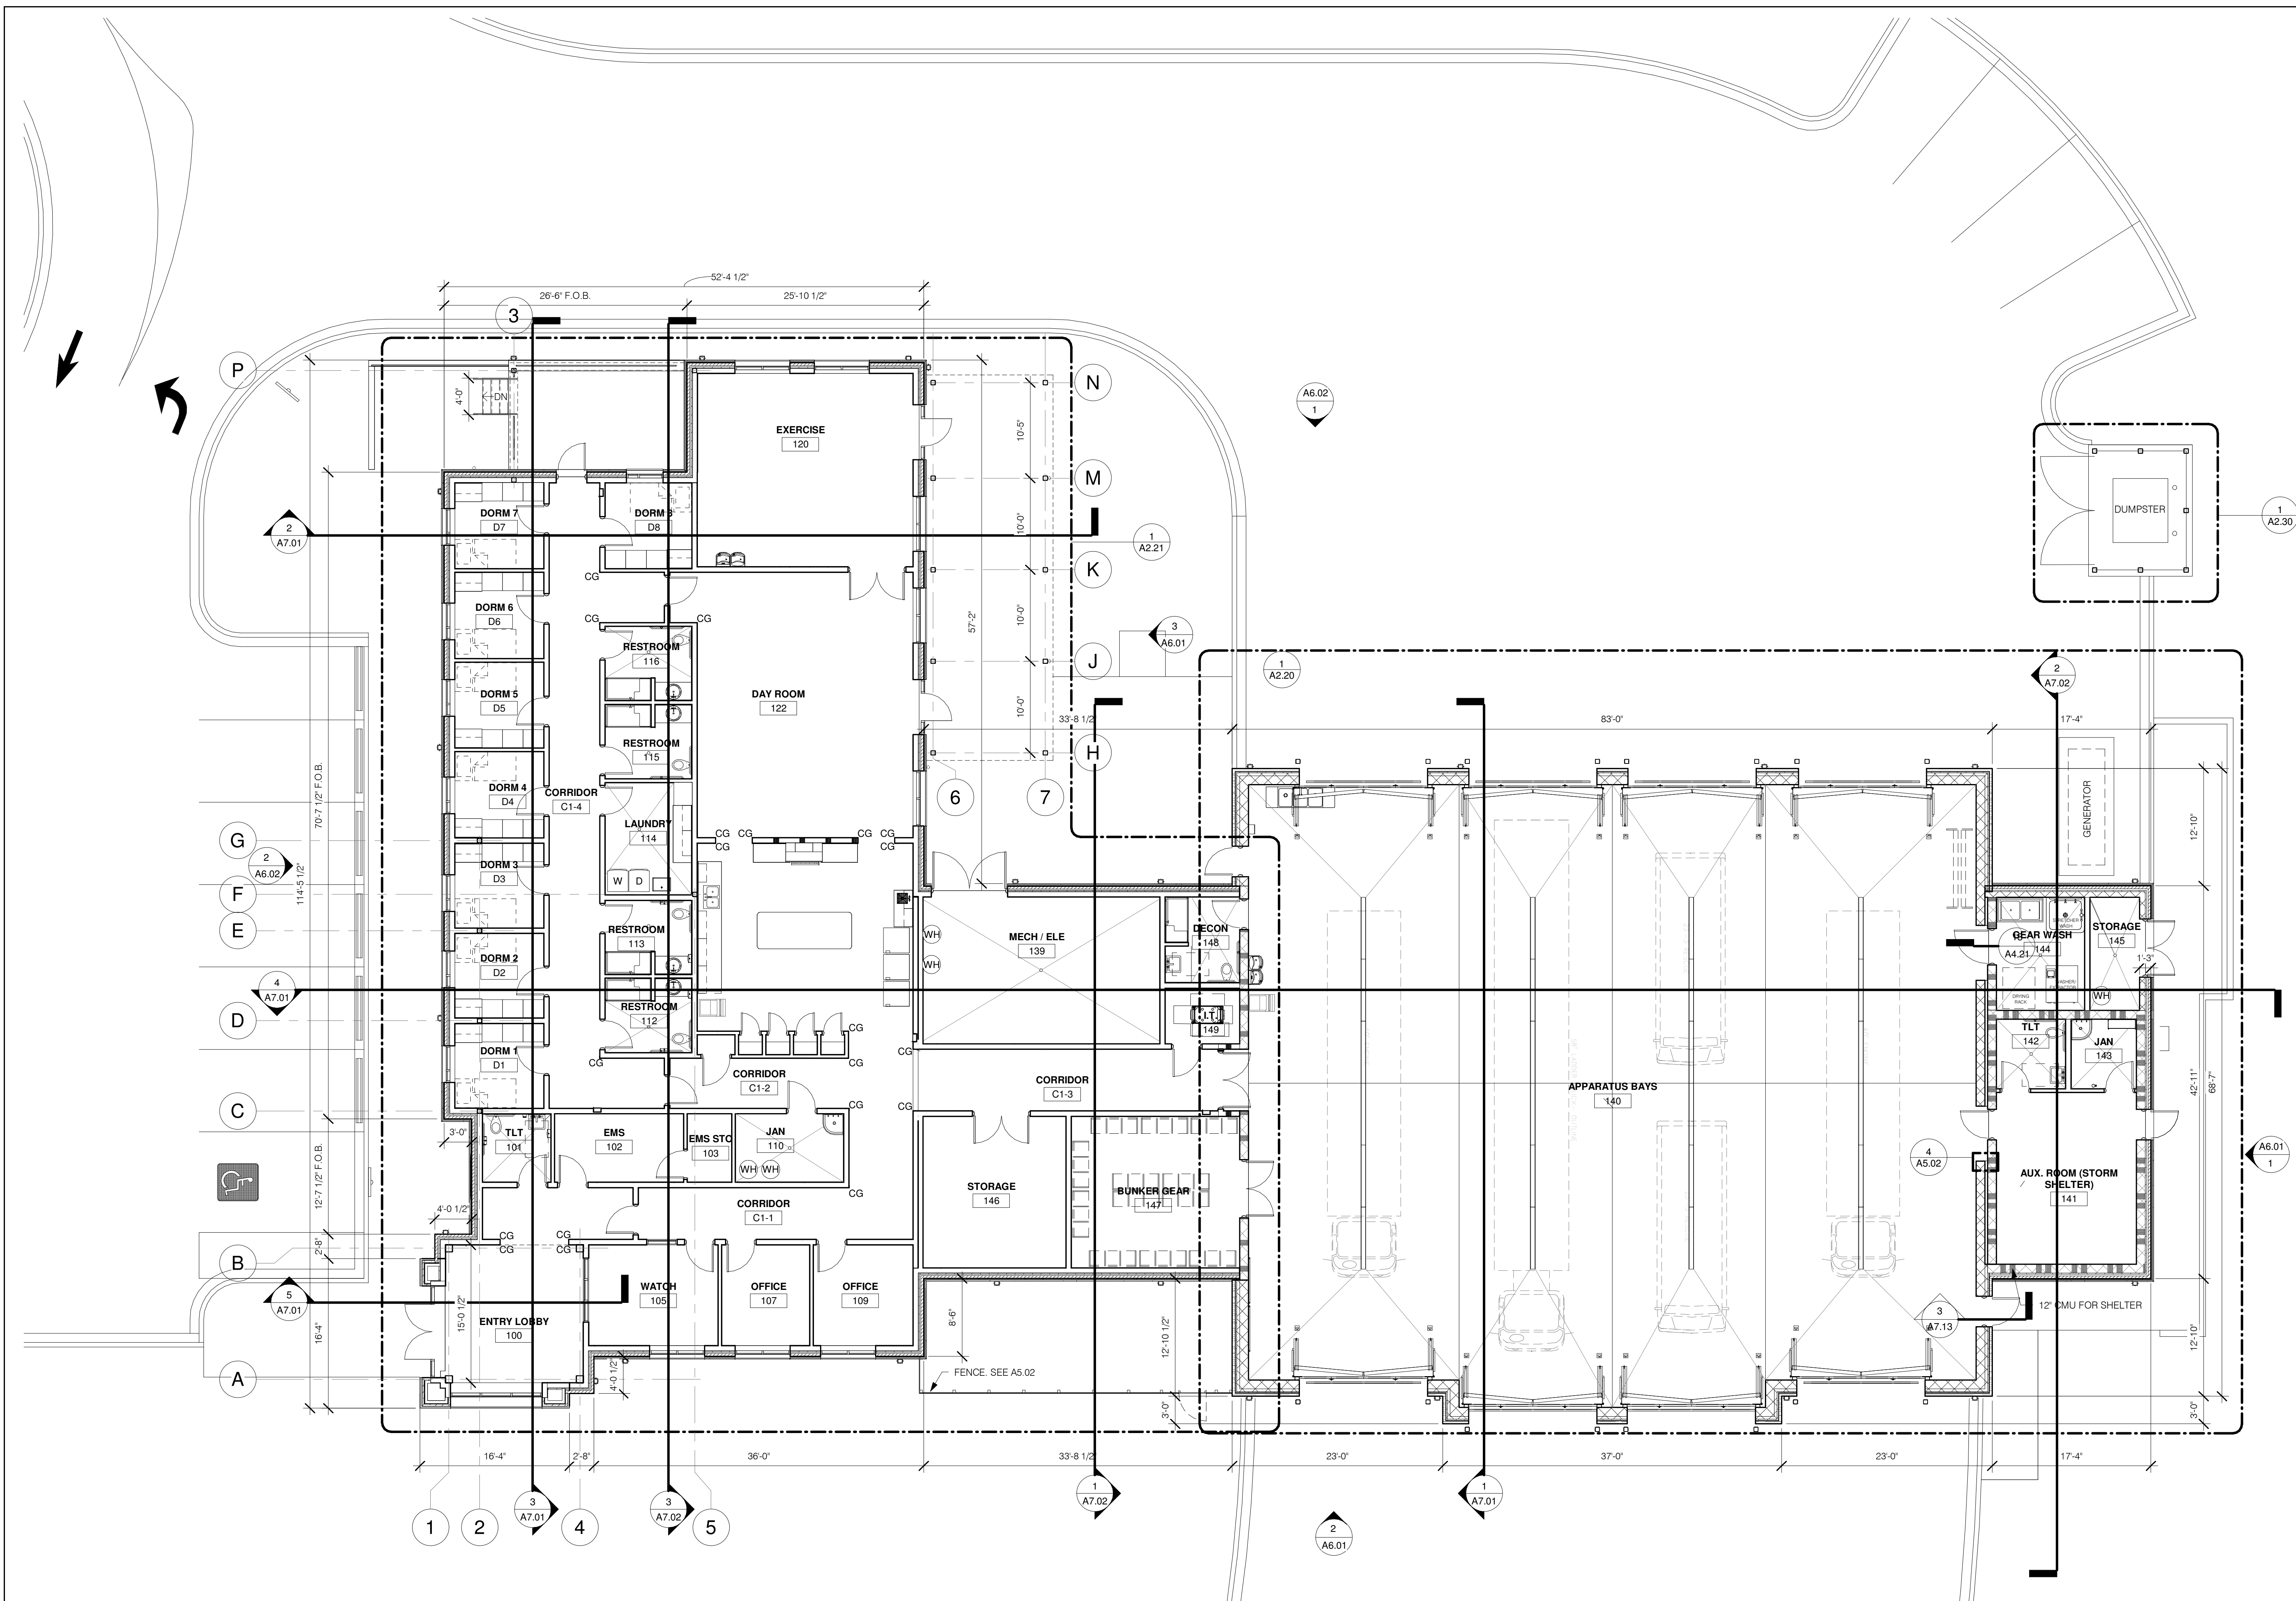 52'-4 1/2"
26'-6" F.O.B.
25'-10 1/2"
3
P
N
4'-0"
DN
EXERCISE
120
10'-5"
A6.02
1
M
DORM 7
D7
D8
DUMPSTER
1
A2.30
2
A7.01
10'-0"
1
A2.21
CG
K
DORM 6
D6
CG
CG
10'-0"
57'-2"
RESTROOM
116
3
A6.01
J
1
A2.20
2
A7.02
DORM 5
D5
DAY ROOM
122
10'-0"
33'-8 1/2"
83'-0"
17'-4"
RESTROOM
115
H
70'-7 1/2" F.O.B.
DORM 4
D4
CORRIDOR
C1-4
6
7
GENERATOR
12'-10"
LAUNDRY
114
CG
CG
CG
CG
CG
CG
G
2
A6.02
114'-5 1/2"
DORM 3
D3
W
D
F
E
RESTROOM
113
WH
WH
MECH / ELE
139
DECON
148
GEAR WASH
144
A4.21
STORAGE
145
1'-3"
DORM 2
D2
4
A7.01
DRYING
RACK
WH
D
RESTROOM
112
I.T.
149
TLT
142
JAN
143
DORM 1
D1
CG
CG
CG
CG
CORRIDOR
C1-2
CORRIDOR
C1-3
APPARATUS BAYS
140
42'-11"
68'-7"
C
CG
CG
3'-0"
TLT
101
EMS
102
EMS STO
103
JAN
110
WH
WH
4
A5.02
A6.01
1
12'-7 1/2" F.O.B.
AUX. ROOM (STORM
SHELTER)
141
CG
STORAGE
146
BUNKER GEAR
147
4'-0 1/2"
CORRIDOR
C1-1
CG
CG
CG
CG
2'-8"
B
5
A7.01
WATCH
105
OFFICE
107
OFFICE
109
12" CMU FOR SHELTER
3
A7.13
ENTRY LOBBY
100
15'-0 1/2"
16'-4"
8'-6"
12'-10 1/2"
12'-10"
A
4'-0 1/2"
FENCE. SEE A5.02
3'-0"
3'-0"
16'-4"
2'-8"
36'-0"
33'-8 1/2"
23'-0"
37'-0"
23'-0"
17'-4"
1
2
3
A7.01
4
3
A7.02
5
1
A7.02
1
A7.01
2
A6.01